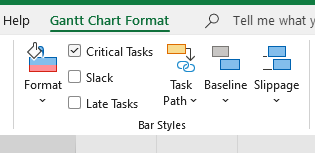 Help Gantt Chart Format Tell me what y
Critical Tasks
Slack
Late Tasks
Format
Task Path
Baseline
Slippage
Bar Styles